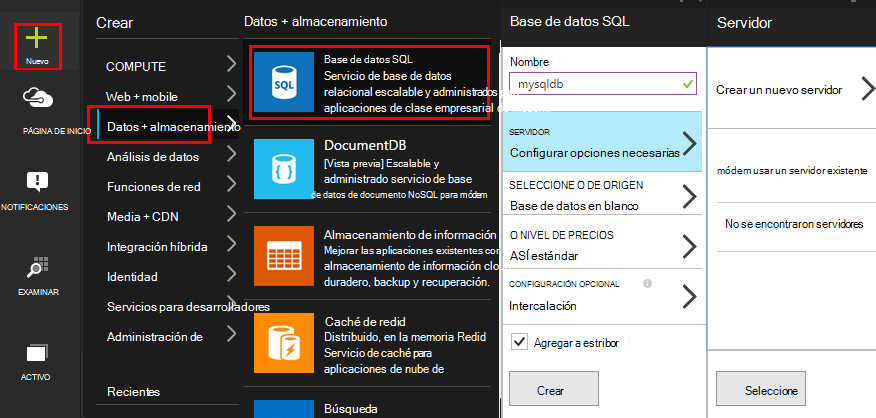 Nuevo
PÁGINA DE INICIO
NOTIFICACIONES
EXAMINAR
ACTIVO
Crear
COMPUTE
Web + mobile
Datos + almacenamiento
Análisis de datos
Funciones de red
Media + CDN
Integración híbrida
Identidad
Servicios para desarrolladores
Administración de
Recientes
Datos + almacenamiento
SQL
Base de datos SQL
Servicio de base de datos
relacional escalable y administrados para
aplicaciones de clase empresarial de
DocumentDB
[Vista previa] Escalable y
administrado servicio de base
de datos de documento NoSQL para módem
Almacenamiento de información
Mejorar las aplicaciones existentes con
almacenamiento de información clo
duradero, backup y recuperación.
Caché de redid
Distribuido, en la memoria Redid
Servicio de caché para
aplicaciones de nube de
Búsqueda
Base de datos SQL
Nombre
mysqldb
SERVIDOR
Configurar opciones necesarias
SELECCIONE O DE ORIGEN
Base de datos en blanco
O NIVEL DE PRECIOS
ASÍ estándar
CONFIGURACIÓN OPCIONAL
Intercalación
Agregar a estribor
Crear
Servidor
Crear un nuevo servidor
módem usar un servidor existente
No se encontraron servidores
Seleccione